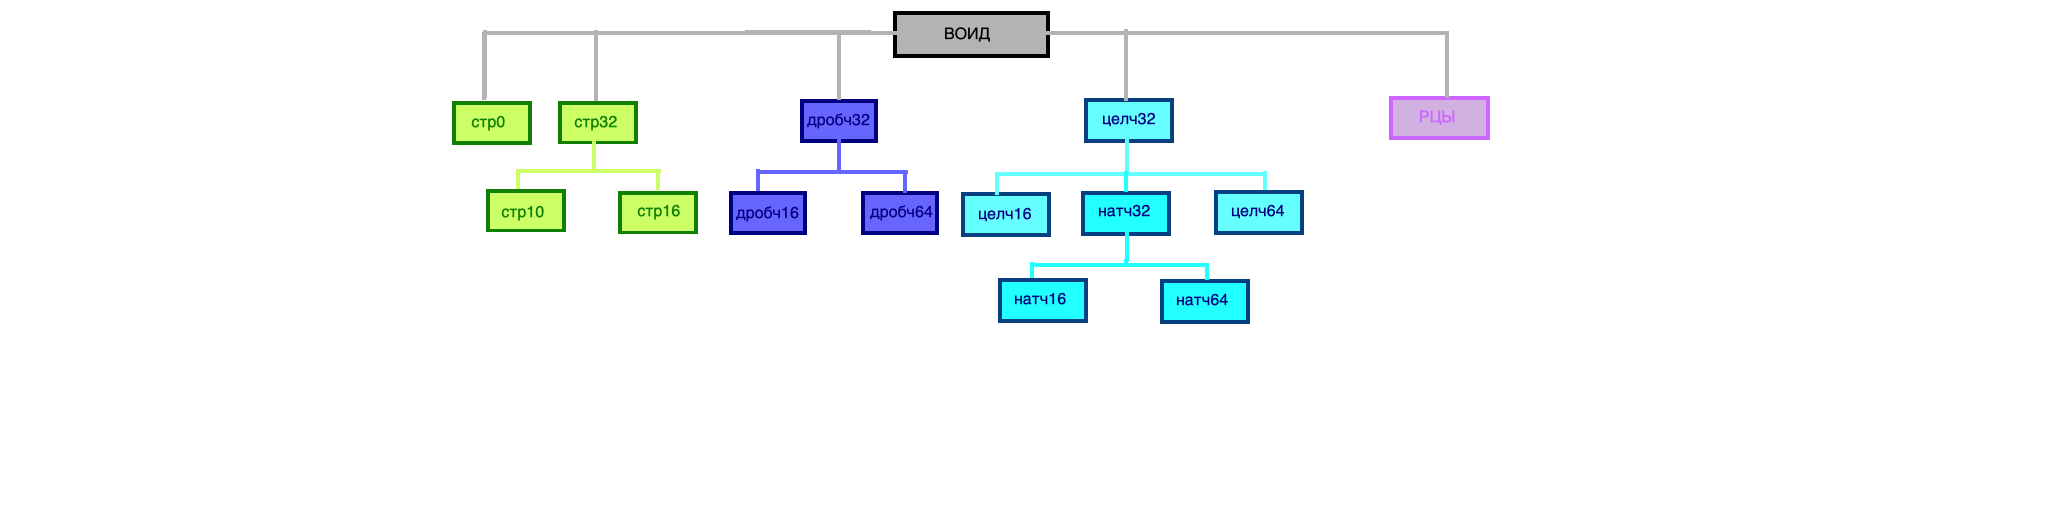 ВОИД
стр0
стр32
дробч32
целч32
РЦЫ
стр10
стр16
дробч16
дробч64
целч16
натч32
целч64
натч16
натч64